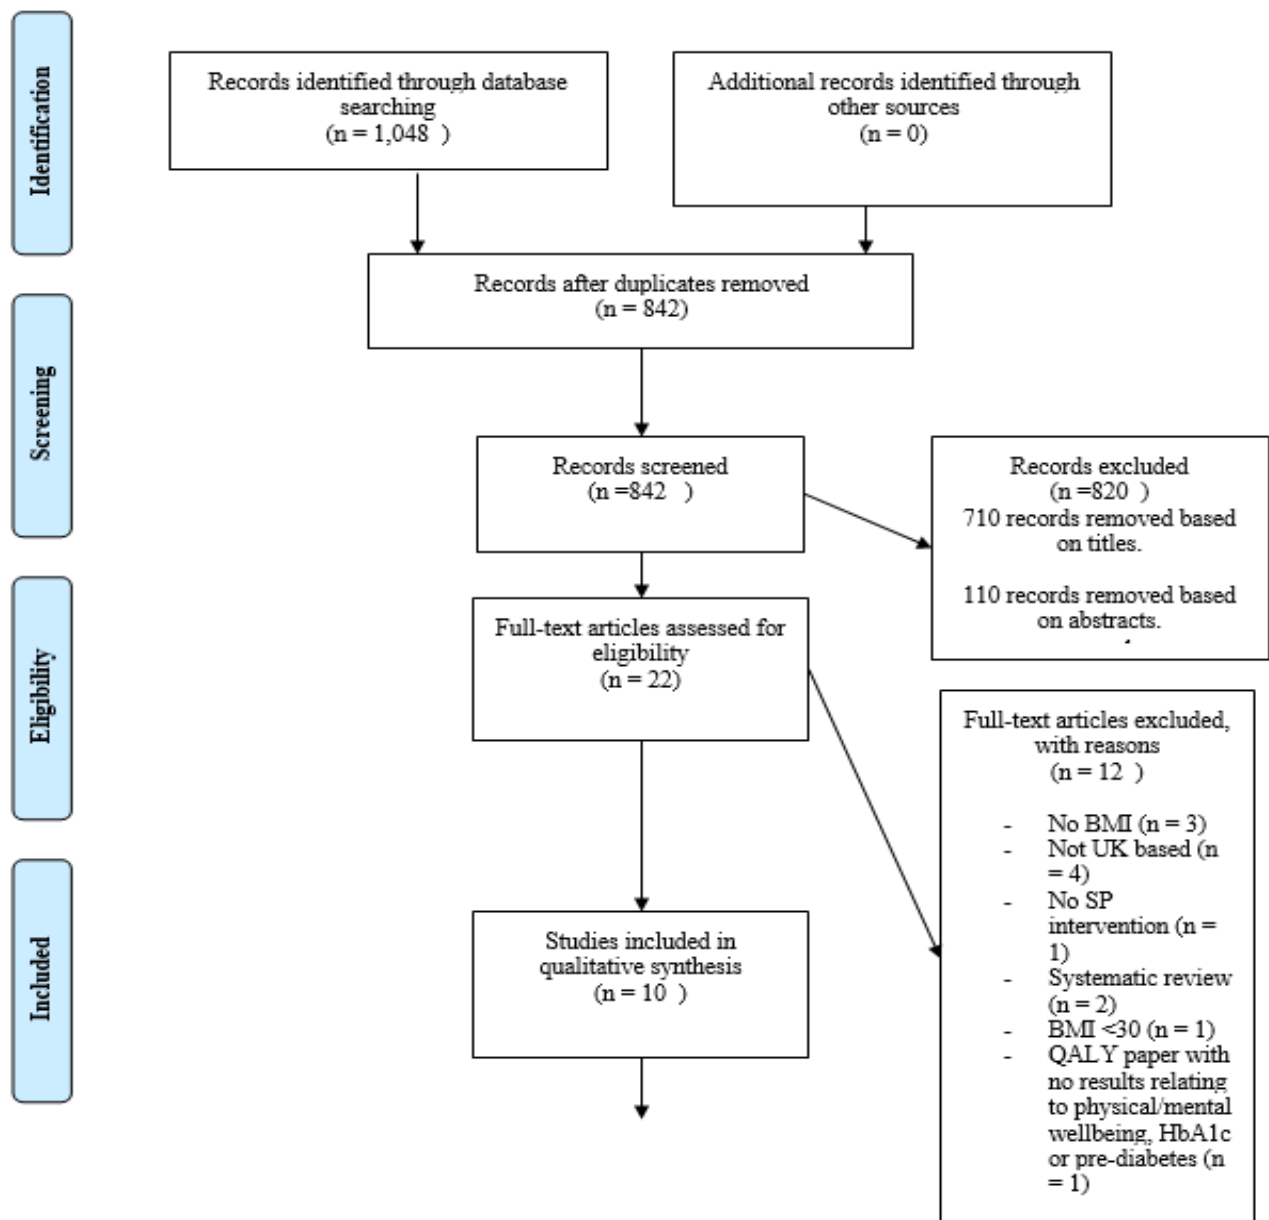 Identification
Records identified through database
searching
(n = 1,048  )
Additional records identified through
other sources
(n = 0)
Records after duplicates removed
(n = 842)
Screening
Records screened
(n =842   )
Records excluded
(n =820  )
710 records removed based
on titles.
110 records removed based
on abstracts.
Eligibility
Full-text articles assessed for
eligibility
(n = 22)
Full-text articles excluded,
with reasons
(n = 12  )
- No BMI (n = 3)
- Not UK based (n
= 4)
- No SP
intervention (n =
1)
- Systematic review
(n = 2)
- BMI <30 (n = 1)
- QALY paper with
no results relating
to physical/mental
wellbeing, HbA1c
or pre-diabetes (n
= 1)
Included
Studies included in
qualitative synthesis
(n = 10  )